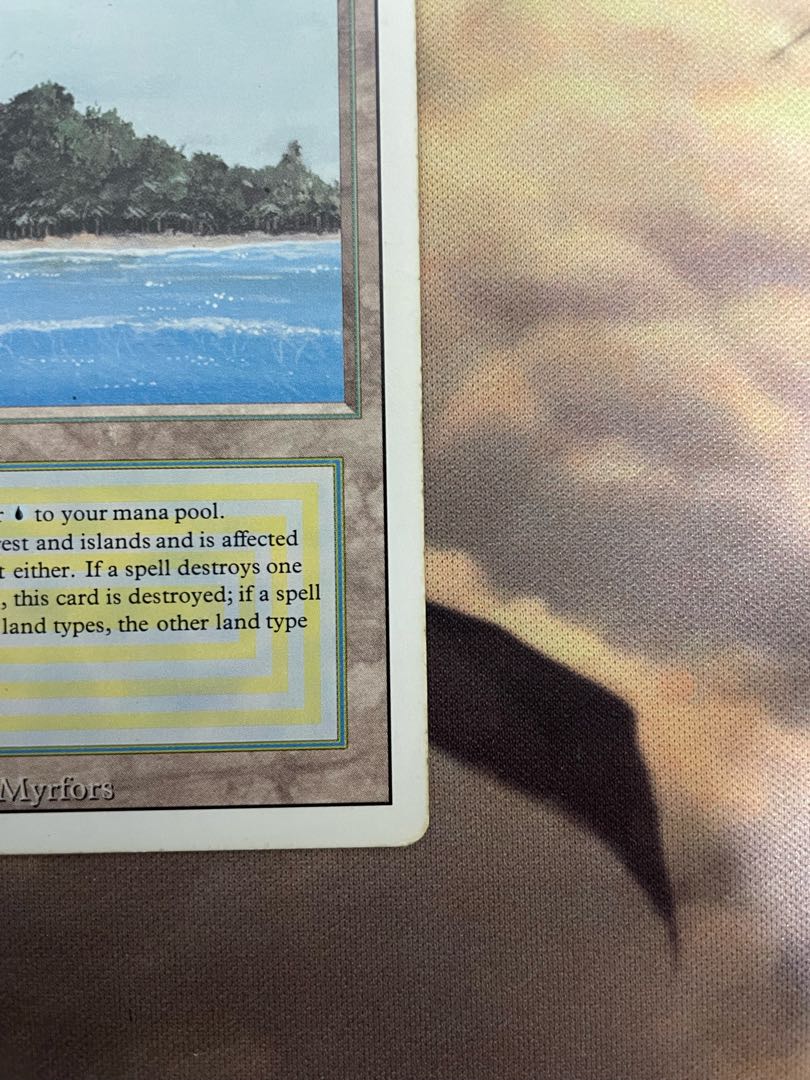 to your mana pool.
est and islands and is affected
either. If a spell destroys one
, this card is destroyed; if a spell
land types, the other land type
Myrfors